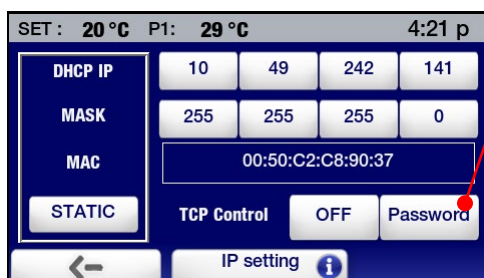 SET : 20 °C P1: 29 °C 4:21 p
DHCP IP 10 49 242 141
MASK 255 255 255 0
MAC 00:50:C2:C8:90:37
STATIC TCP Control OFF Password
IP setting i